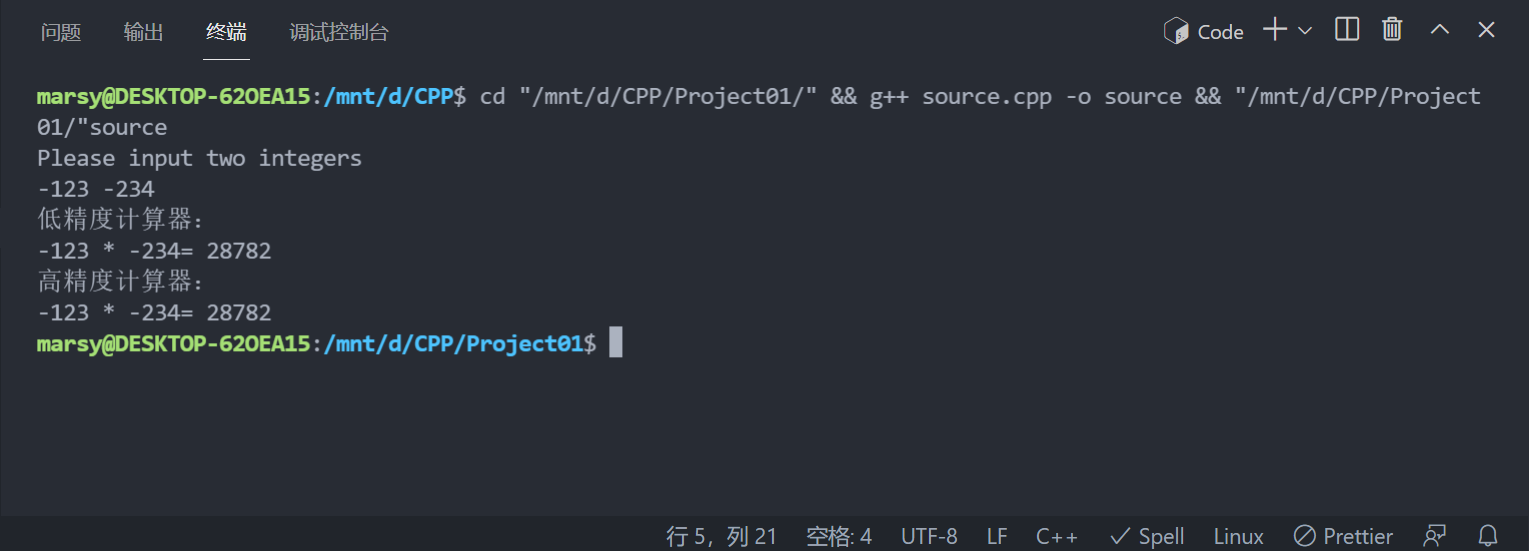 问题 输出 终端 调试控制台 Code
marsy@DESKTOP-62OEA15:/mnt/d/CPP$ cd "/mnt/d/CPP/Project01/" && g++ source.cpp -o source && "/mnt/d/CPP/Project
01/"source
Please input two integers
-123 -234
低精度计算器：
-123 * -234= 28782
高精度计算器：
-123 * -234= 28782
marsy@DESKTOP-62OEA15:/mnt/d/CPP/Project01$
行 5，列 21 空格: 4 UTF-8 LF C++ Spell Linux Prettier